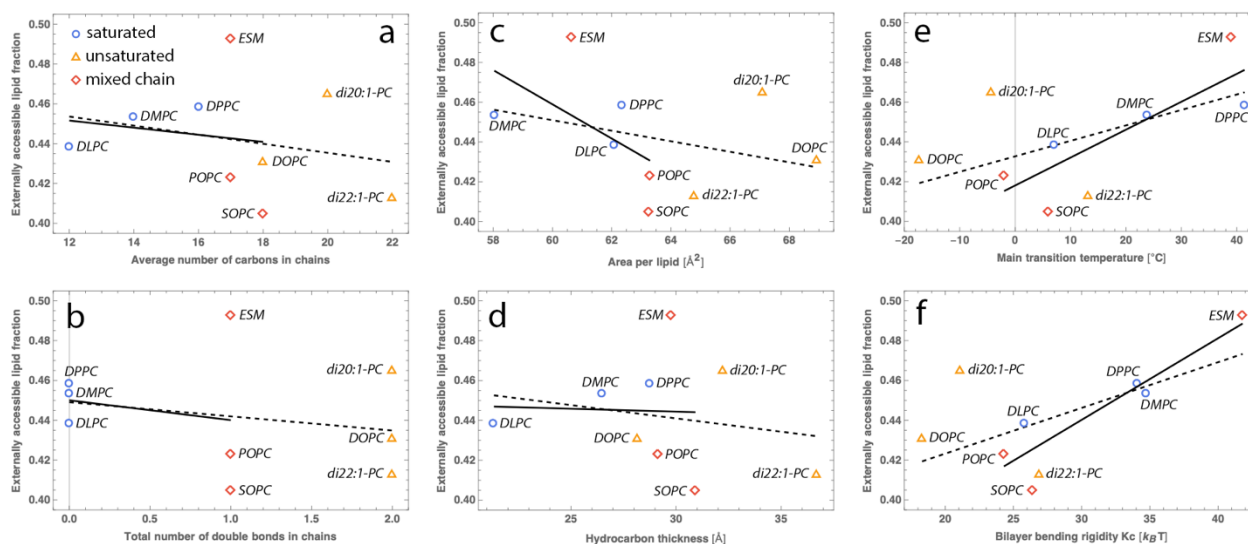 a
saturated
unsaturated
mixed chain
ESM
di20:1-PC
DPPC
DMPC
DLPC
DOPC
POPC
SOPC
di22:1-PC
Externally accessible lipid fraction
0.50
0.48
0.46
0.44
0.42
0.40
12 14 16 18 20 22
Average number of carbons in chains
c
ESM
di20:1-PC
DPPC
DMPC
DLPC
DOPC
POPC
di22:1-PC
SOPC
Externally accessible lipid fraction
0.50
0.48
0.46
0.44
0.42
0.40
58 60 62 64 66 68
Area per lipid [Å²]
e
ESM
di20:1-PC
DMPC
DPPC
DLPC
DOPC
POPC
di22:1-PC
SOPC
Externally accessible lipid fraction
0.50
0.48
0.46
0.44
0.42
0.40
−20 −10 0 10 20 30 40
Main transition temperature [°C]
b
ESM
DPPC
di20:1-PC
DMPC
DLPC
DOPC
POPC
di22:1-PC
SOPC
Externally accessible lipid fraction
0.50
0.48
0.46
0.44
0.42
0.40
0.0 0.5 1.0 1.5 2.0
Total number of double bonds in chains
d
ESM
di20:1-PC
DMPC
DPPC
DLPC
DOPC
POPC
di22:1-PC
SOPC
Externally accessible lipid fraction
0.50
0.48
0.46
0.44
0.42
0.40
25 30 35
Hydrocarbon thickness [Å]
f
ESM
di20:1-PC
DPPC
DMPC
DLPC
DOPC
POPC
di22:1-PC
SOPC
Externally accessible lipid fraction
0.50
0.48
0.46
0.44
0.42
0.40
20 25 30 35 40
Bilayer bending rigidity Kc [kBT]